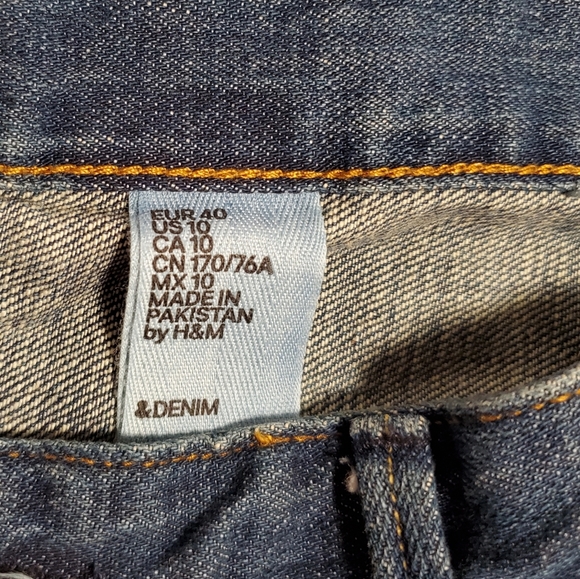 EUR 40
US 10
CA 10
CN 170/76A
MX 10
MADE IN
PAKISTAN
by H&M
&DENIM